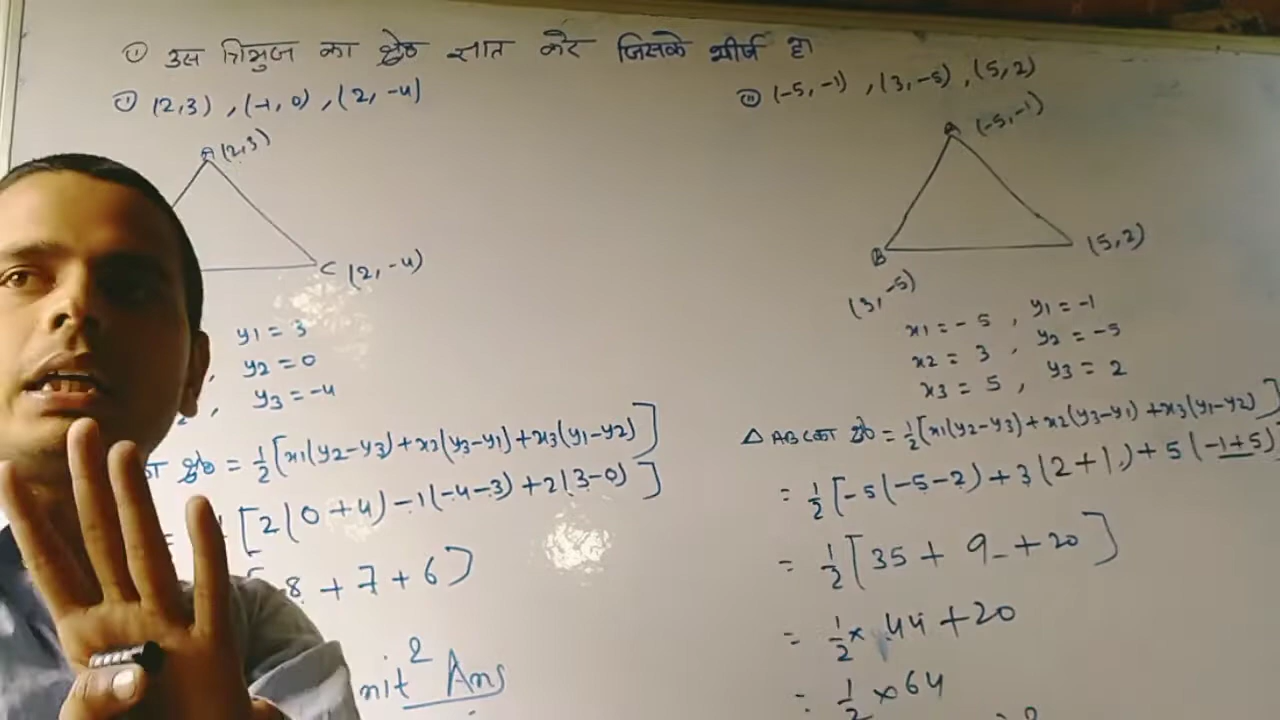 ① उस त्रिभुज का क्षे० ज्ञात करें जिसके शीर्ष हा
① (2,3) , (-1, 0) , (2, -4)
A (2,3)
C (2, -4)
y1 = 3
, y2 = 0
2 , y3 = -4
का क्षे० = 1/2 [x1(y2-y3) + x2(y3-y1) + x3(y1-y2)]
= [2(0+4) -1(-4-3) + 2(3-0)]
[8 + 7 + 6]
nit² Ans
⑪ (-5, -1) , (3, -5) , (5, 2)
A (-5, -1)
B
(3, -5)
(5, 2)
x1 = -5 , y1 = -1
x2 = 3 , y2 = -5
x3 = 5 , y3 = 2
△ ABC का क्षे० = 1/2 [x1(y2-y3) + x2(y3-y1) + x3(y1-y2)]
= 1/2 [-5(-5-2) + 3(2+1) + 5(-1+5)]
= 1/2 [35 + 9 + 20]
= 1/2 × 44 + 20
= 1/2 × 64